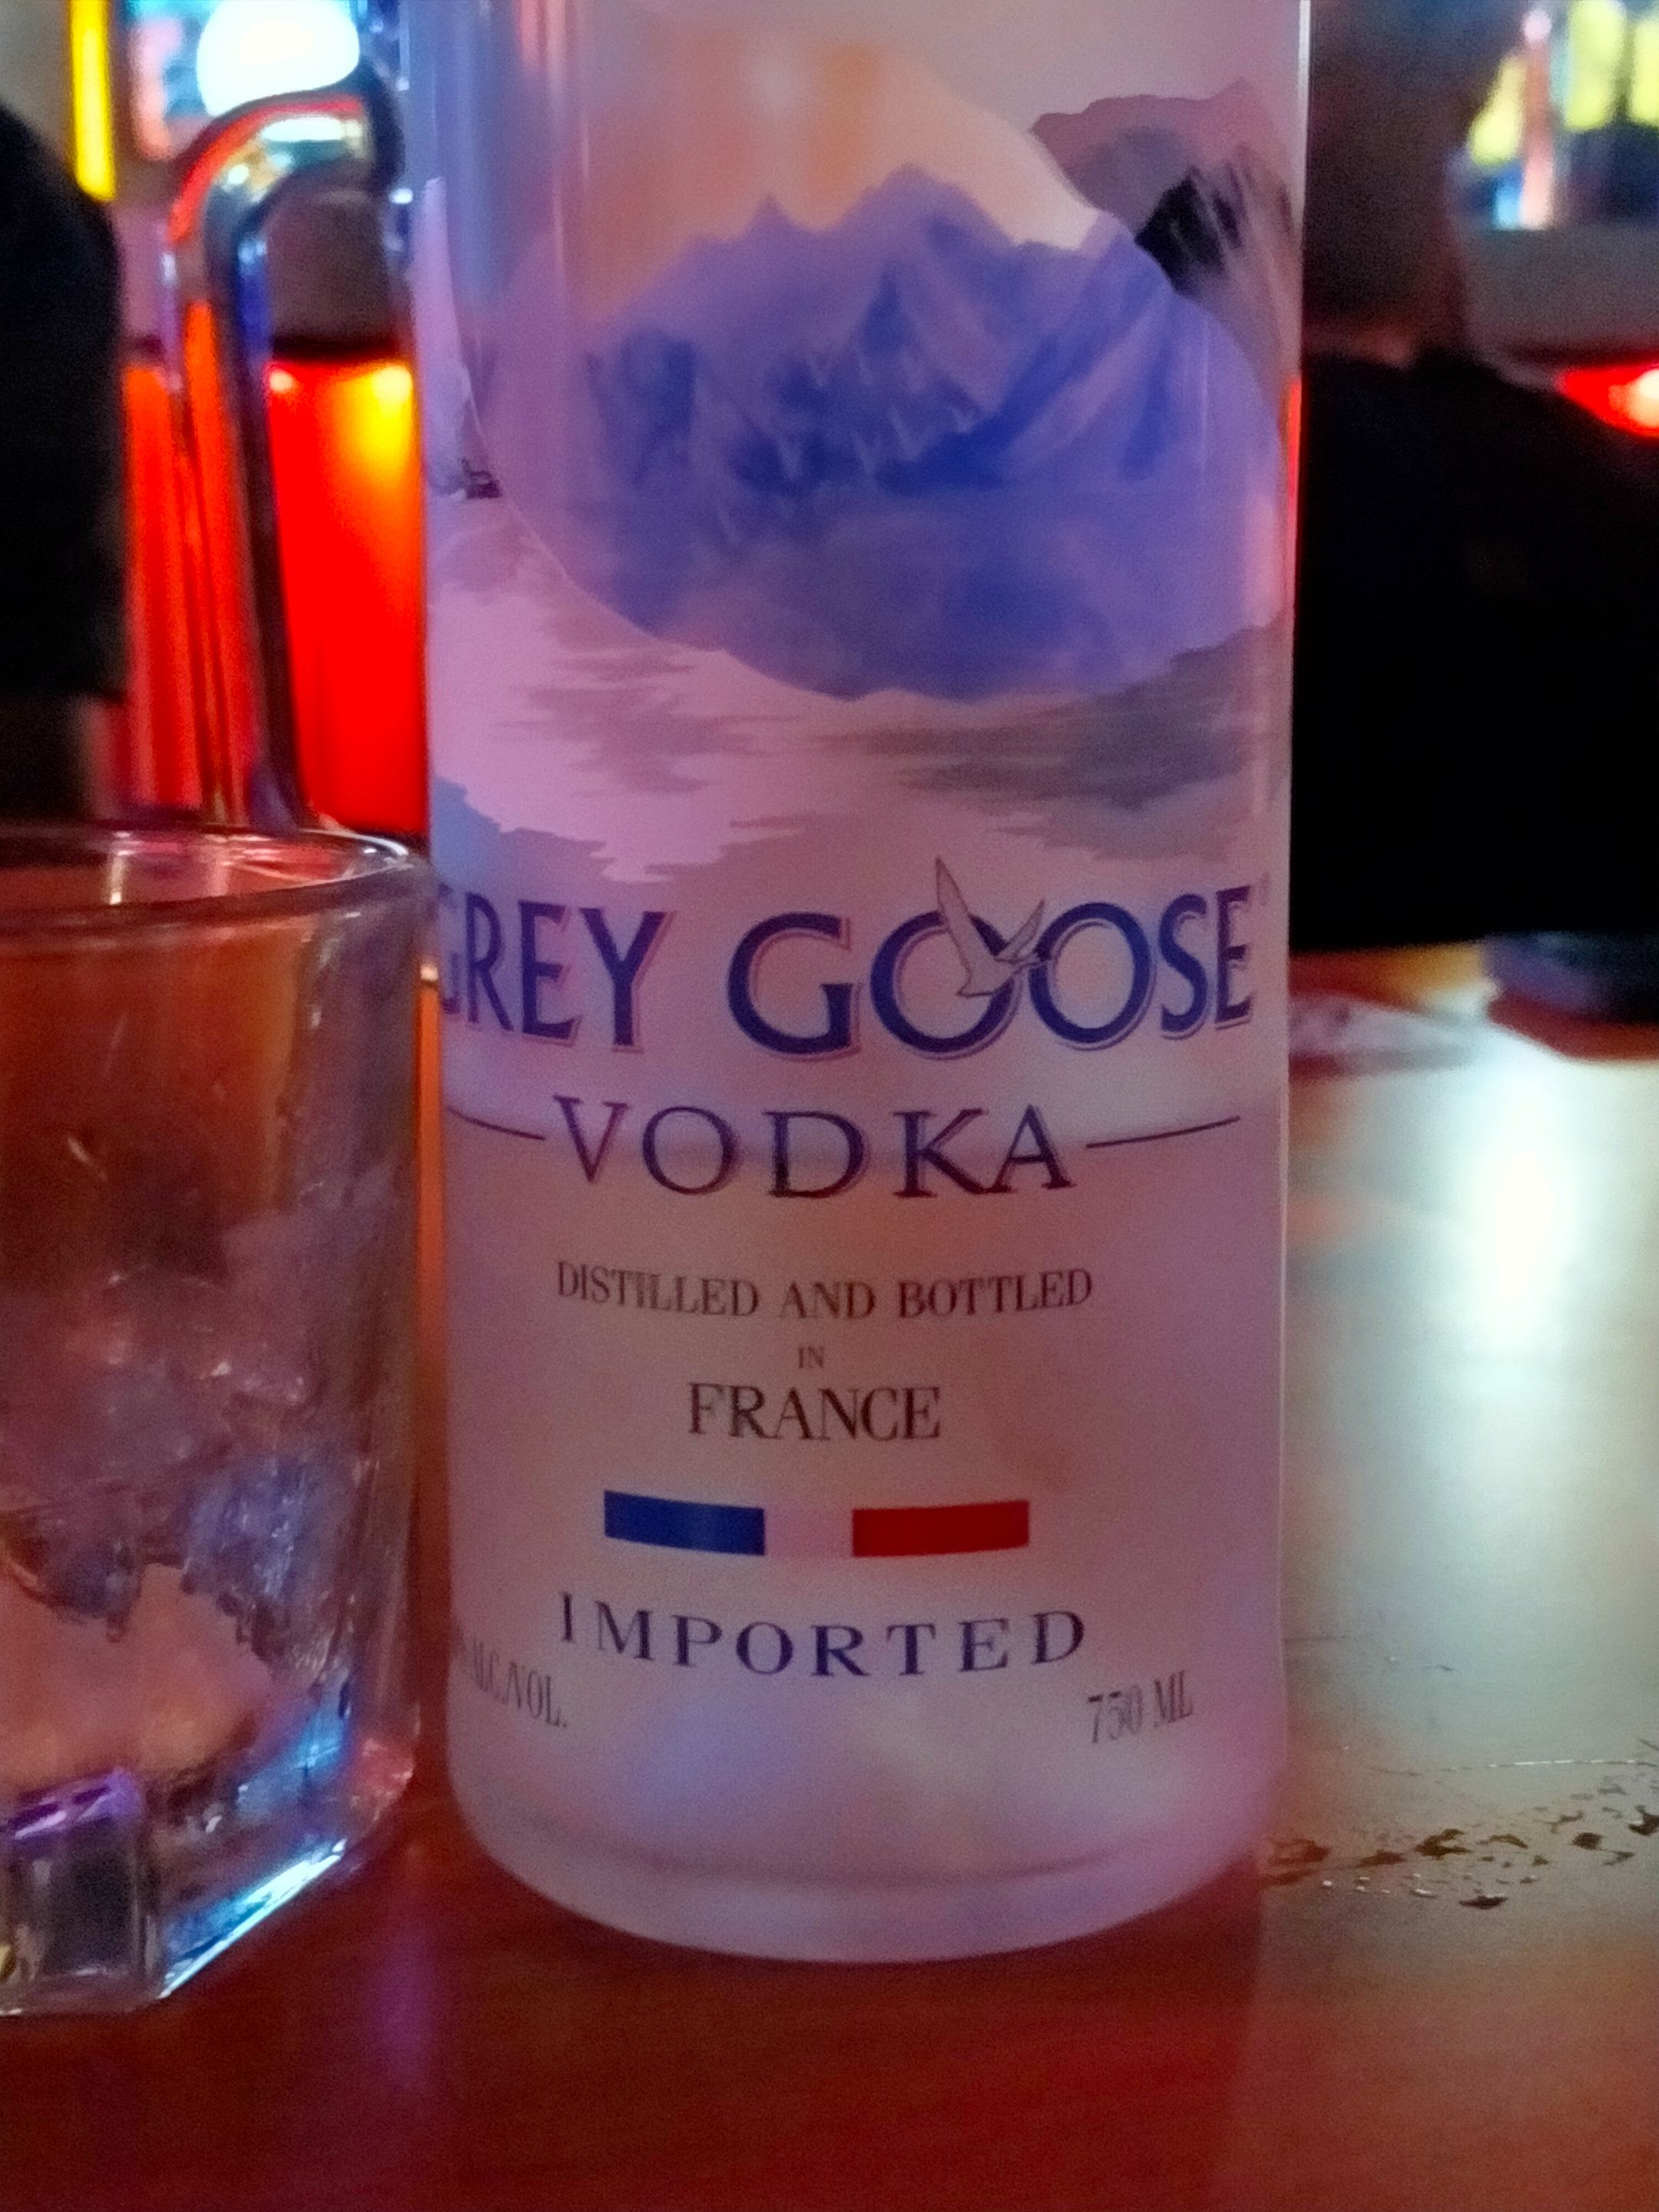 GREY GOOSE
VODKA
DISTILLED AND BOTTLED
IN
FRANCE
IMPORTED
ALC./VOL.
750 ML